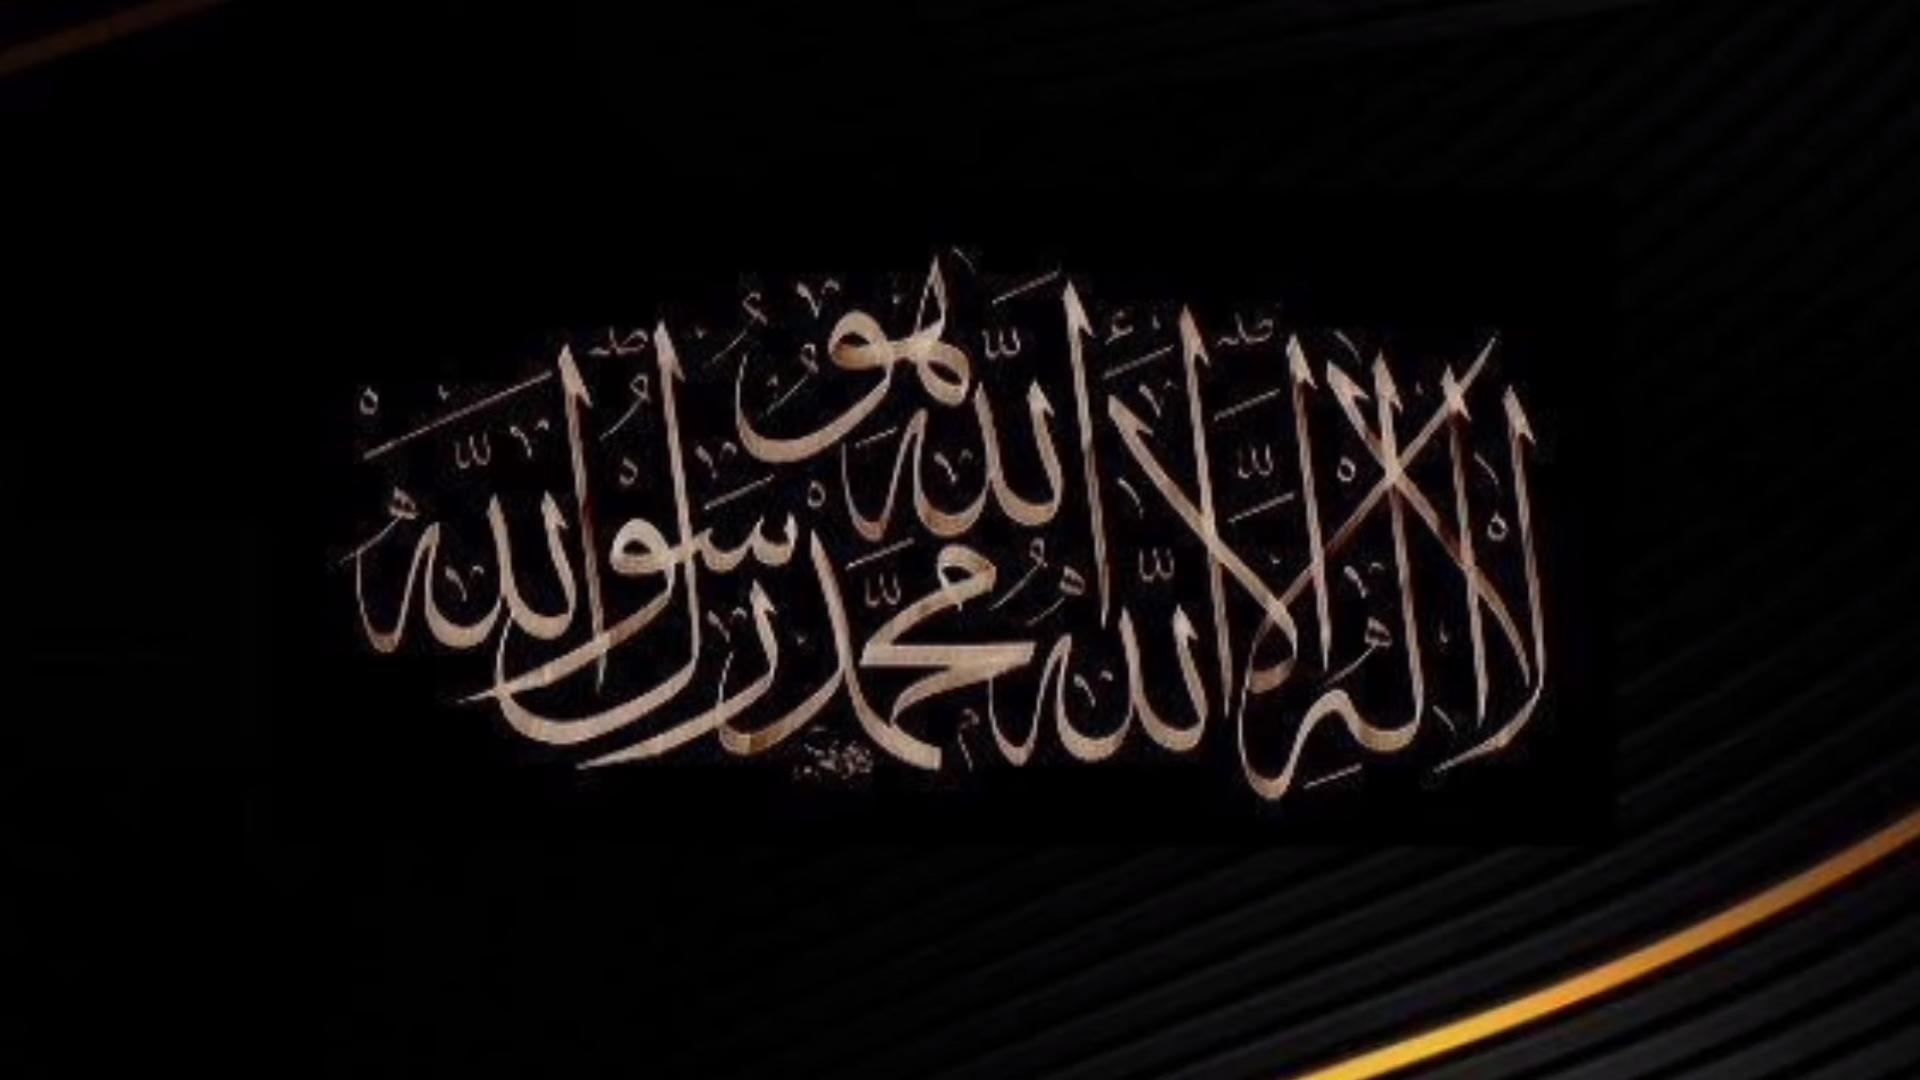 لا إله إلا الله
محمد رسول الله